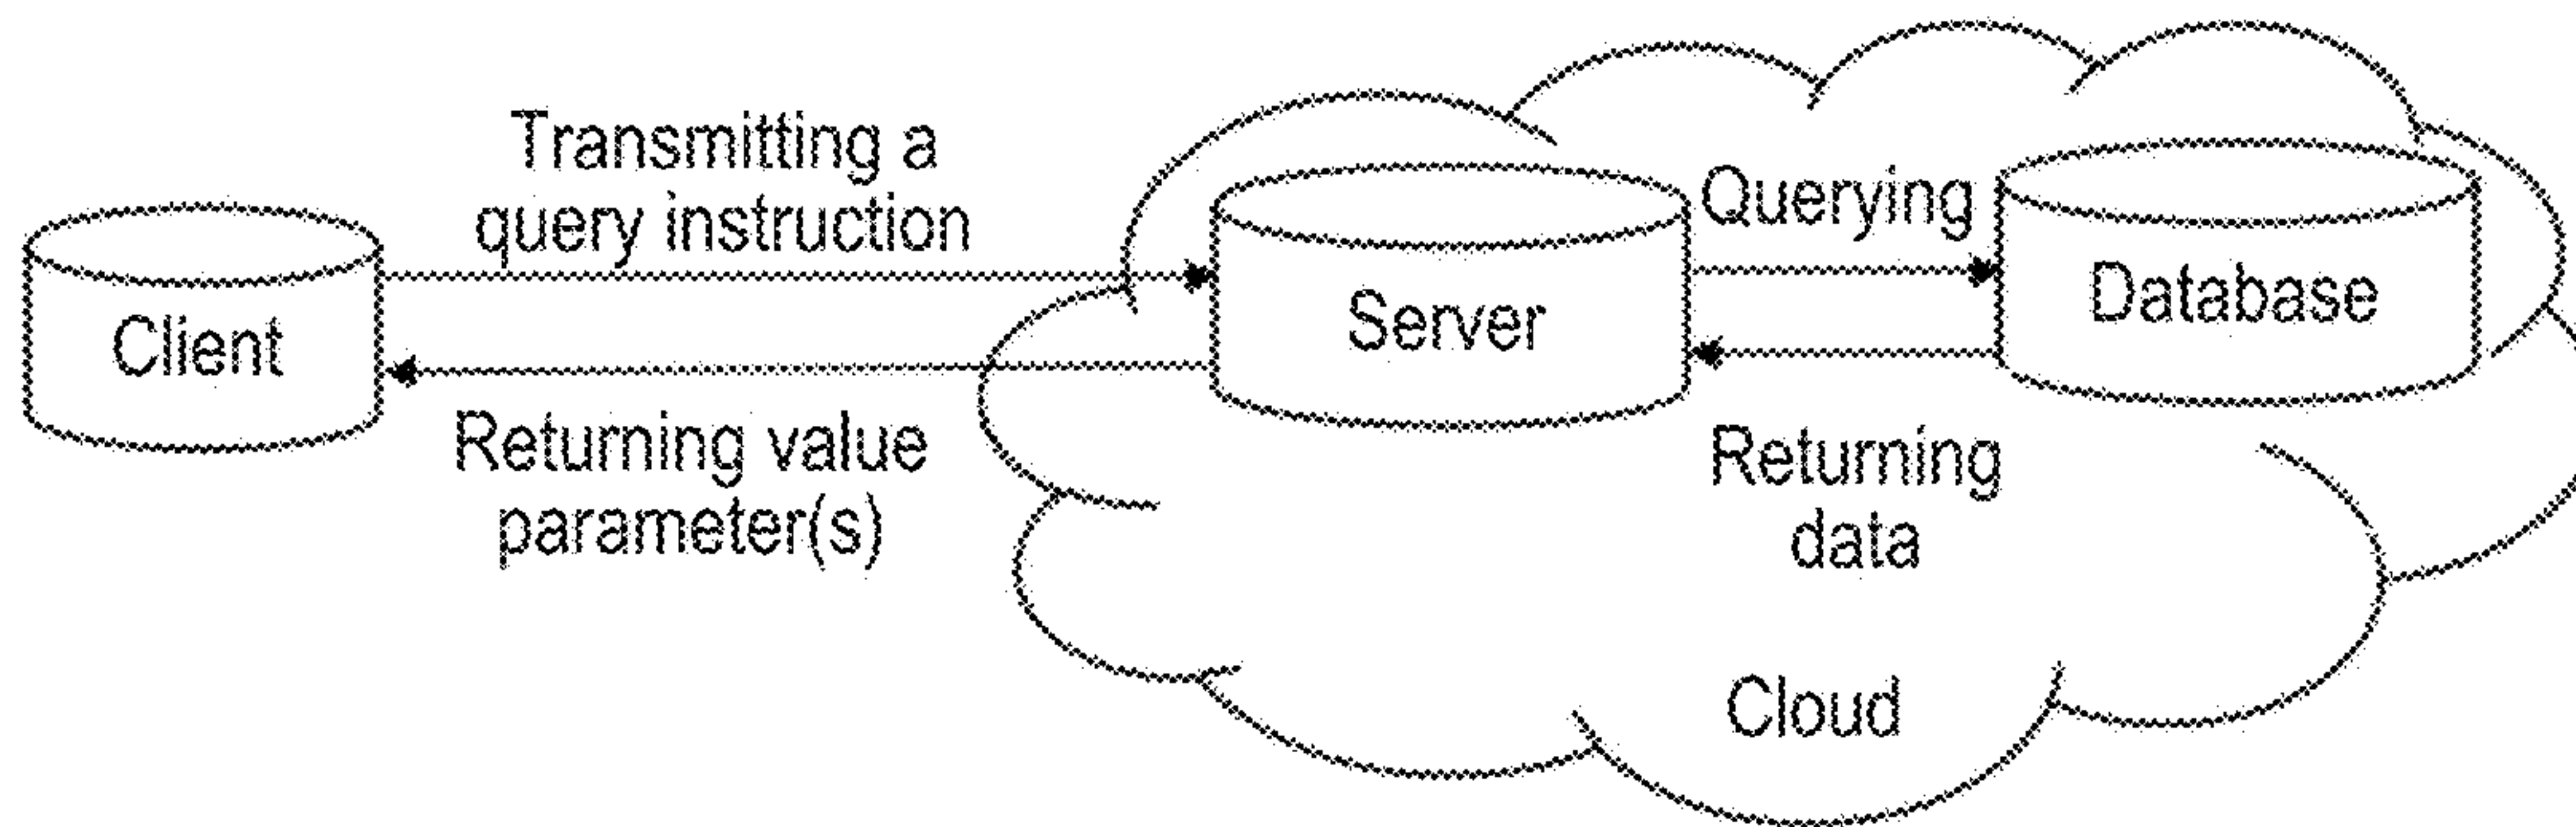 Transmitting a
query instruction
Client
Returning value
parameter(s)
Server
Querying
Database
Returning
data
Cloud